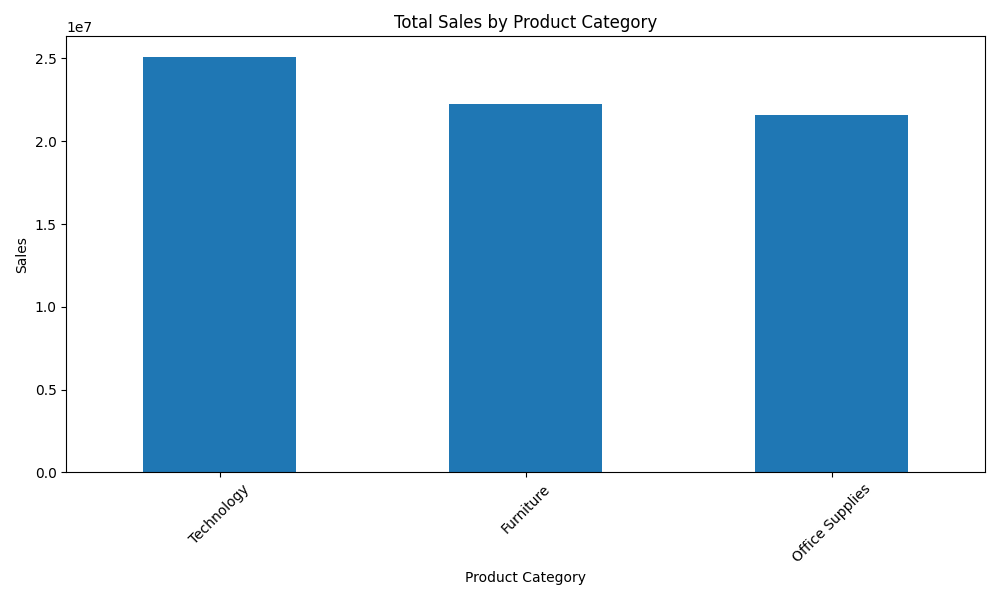 Total Sales by Product Category
1e7
2.5
2.0
1.5
1.0
0.5
0.0
Sales
Technology
Furniture
Office Supplies
Product Category